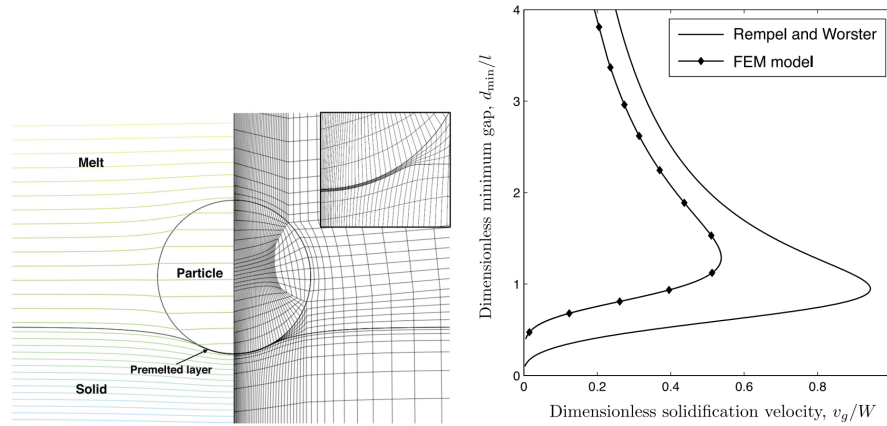 Melt
Particle
Premelted layer
Solid
Dimensionless minimum gap, d_min/l
4
3
2
1
0
Rempel and Worster
FEM model
0 0.2 0.4 0.6 0.8
Dimensionless solidification velocity, v_g/W